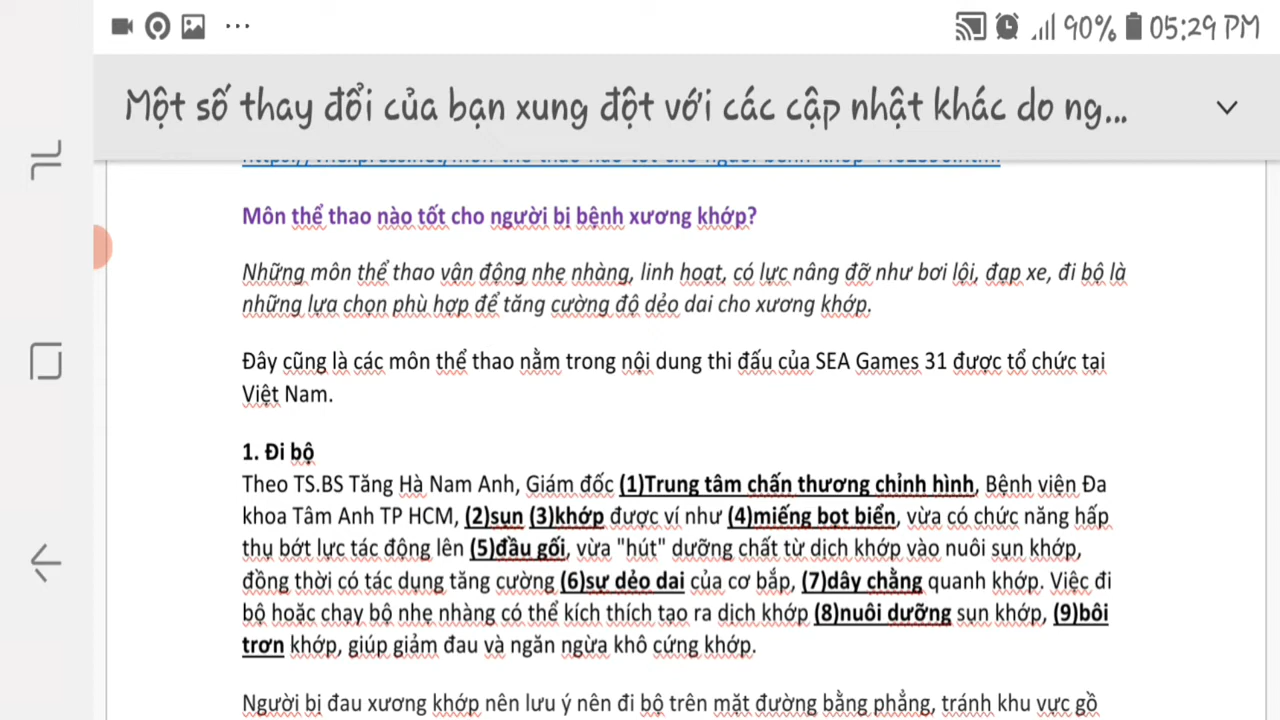 90% 05:29 PM
Một số thay đổi của bạn xung đột với các cập nhật khác do ng...
Môn thể thao nào tốt cho người bị bệnh xương khớp?
Những môn thể thao vận động nhẹ nhàng, linh hoạt, có lực nâng đỡ như bơi lội, đạp xe, đi bộ là
những lựa chọn phù hợp để tăng cường độ dẻo dai cho xương khớp.
Đây cũng là các môn thể thao nằm trong nội dung thi đấu của SEA Games 31 được tổ chức tại
Việt Nam.
1. Đi bộ
Theo TS.BS Tăng Hà Nam Anh, Giám đốc (1)Trung tâm chấn thương chỉnh hình, Bệnh viện Đa
khoa Tâm Anh TP HCM, (2)sụn (3)khớp được ví như (4)miếng bọt biển, vừa có chức năng hấp
thụ bớt lực tác động lên (5)đầu gối, vừa "hút" dưỡng chất từ dịch khớp vào nuôi sụn khớp,
đồng thời có tác dụng tăng cường (6)sự dẻo dai của cơ bắp, (7)dây chằng quanh khớp. Việc đi
bộ hoặc chạy bộ nhẹ nhàng có thể kích thích tạo ra dịch khớp (8)nuôi dưỡng sụn khớp, (9)bôi
trơn khớp, giúp giảm đau và ngăn ngừa khô cứng khớp.
Người bị đau xương khớp nên lưu ý nên đi bộ trên mặt đường bằng phẳng, tránh khu vực gồ